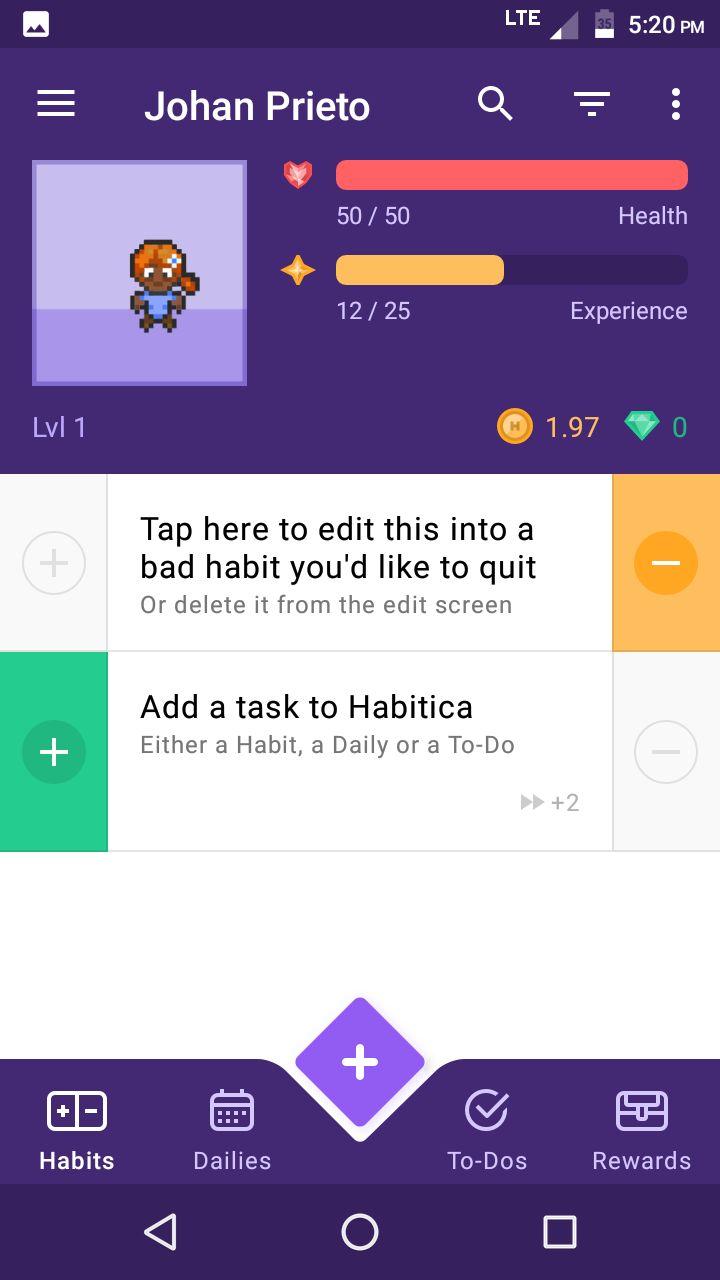 LTE 35 5:20 PM
Johan Prieto
50 / 50 Health
12 / 25 Experience
Lvl 1 H 1.97 0
Tap here to edit this into a
bad habit you'd like to quit
Or delete it from the edit screen
Add a task to Habitica
Either a Habit, a Daily or a To-Do
+2
Habits Dailies To-Dos Rewards